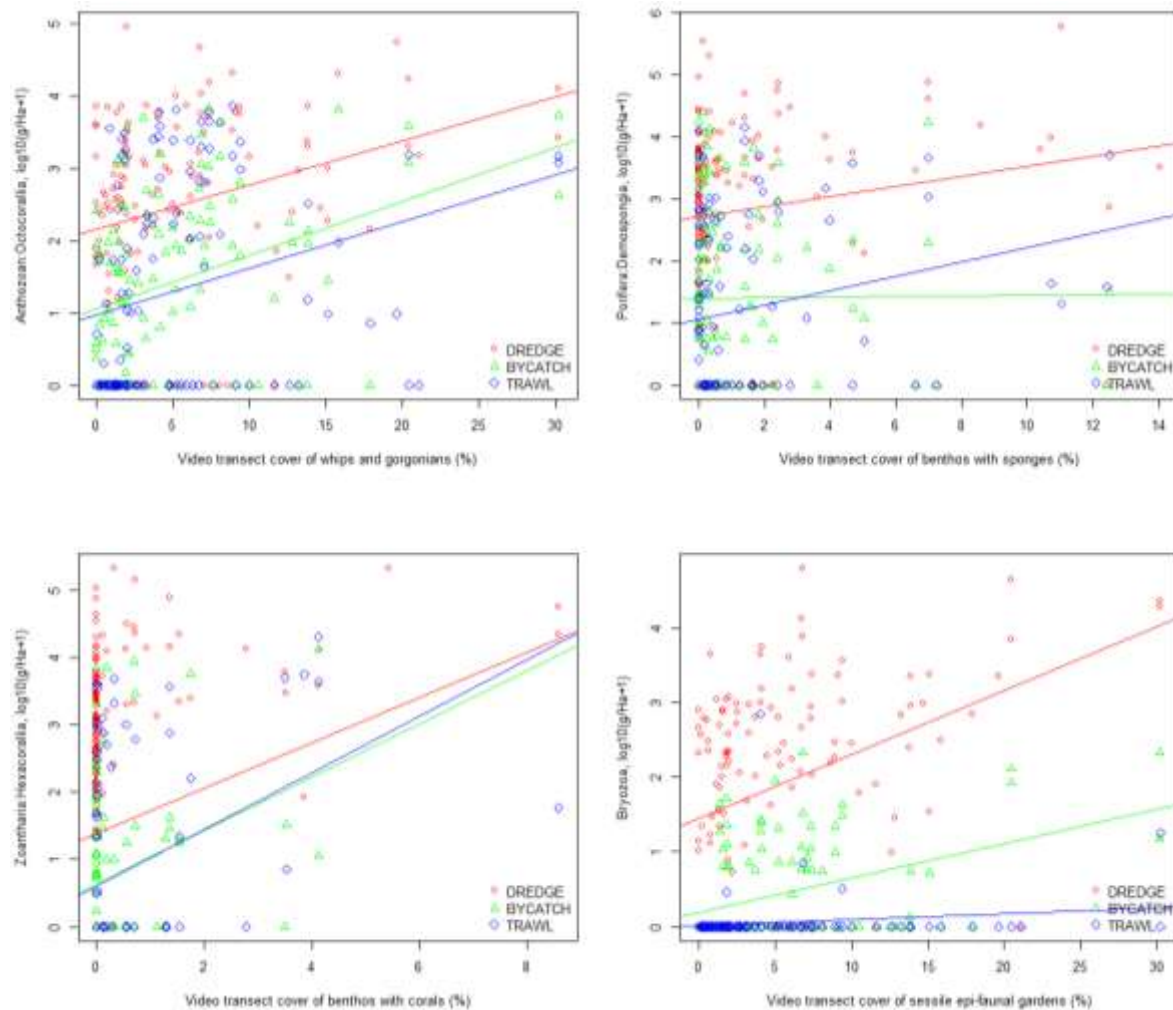 Anthozoan:Octocorallia, log10(g/Ha+1)
5
4
3
2
1
0
DREDGE
BYCATCH
TRAWL
0 5 10 15 20 25 30
Video transect cover of whips and gorgonians (%)
Porifera:Demospongia, log10(g/Ha+1)
6
5
4
3
2
1
0
DREDGE
BYCATCH
TRAWL
0 2 4 6 8 10 12 14
Video transect cover of benthos with sponges (%)
Zoantharia:Hexacorallia, log10(g/Ha+1)
5
4
3
2
1
0
DREDGE
BYCATCH
TRAWL
0 2 4 6 8
Video transect cover of benthos with corals (%)
Bryozoa, log10(g/Ha+1)
4
3
2
1
0
DREDGE
BYCATCH
TRAWL
0 5 10 15 20 25 30
Video transect cover of sessile epi-faunal gardens (%)